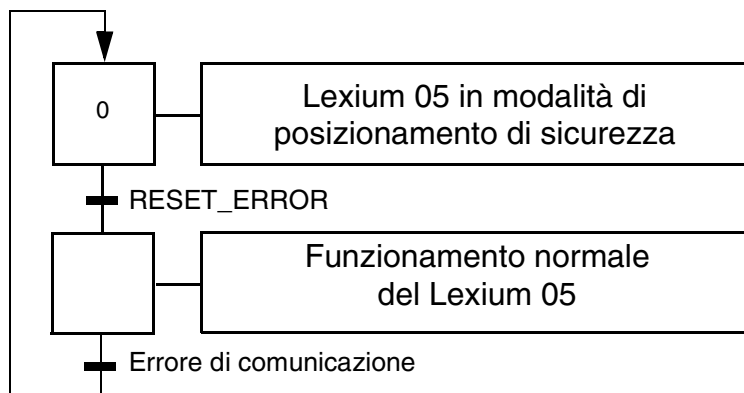 0
Lexium 05 in modalità di
posizionamento di sicurezza
RESET_ERROR
Funzionamento normale
del Lexium 05
Errore di comunicazione